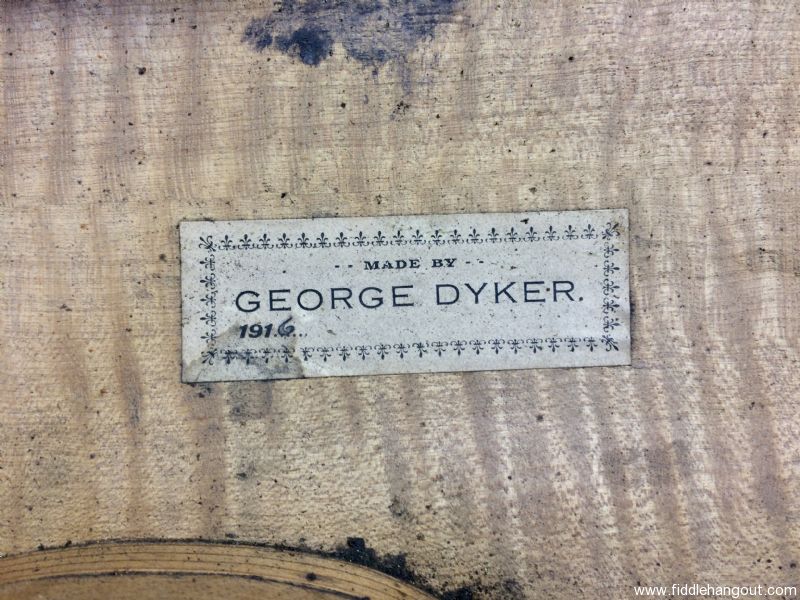 -- MADE BY --
GEORGE DYKER.
1916..
www.fiddlehangout.com